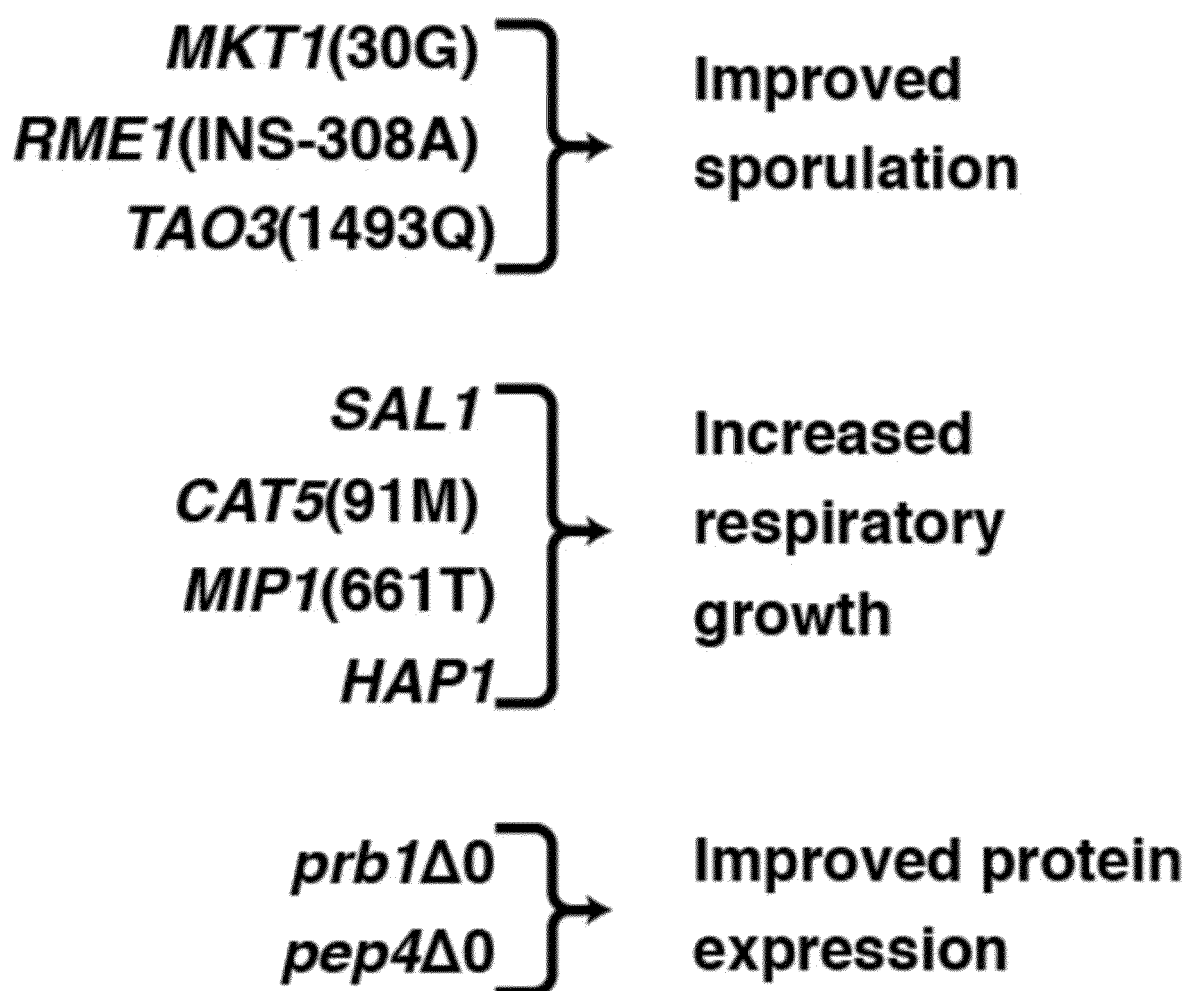 MKT1(30G)
RME1(INS-308A)
TAO3(1493Q)
Improved
sporulation
SAL1
CAT5(91M)
MIP1(661T)
HAP1
Increased
respiratory
growth
prb1Δ0
pep4Δ0
Improved protein
expression